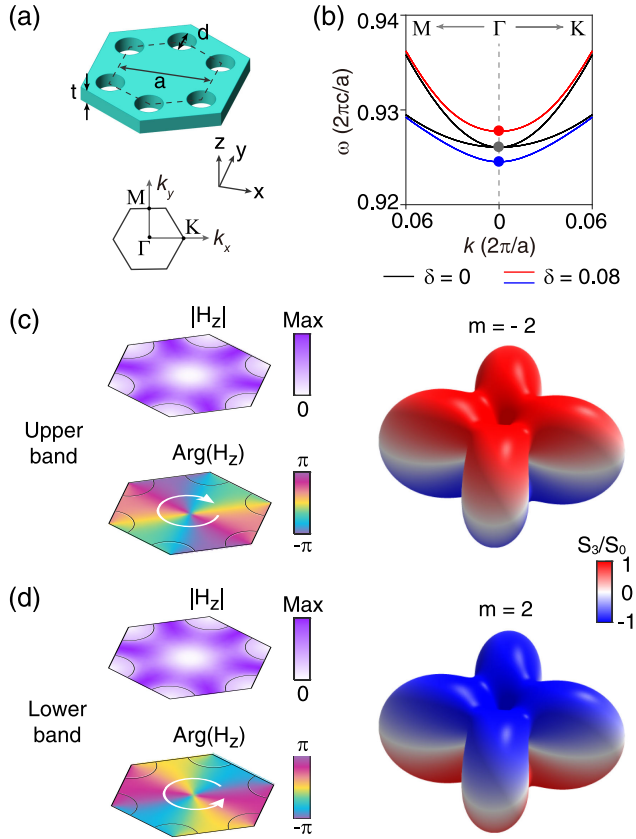 (a)
d
a
t
z
y
x
M
k_y
K
Γ
k_x
(b)
0.94
0.93
0.92
ω (2πc/a)
M Γ K
0.06 0 0.06
k (2π/a)
δ = 0 δ = 0.08
(c)
|H_z|
Max
0
Upper
band
Arg(H_z)
π
-π
m = - 2
S_3/S_0
1
0
-1
(d)
|H_z|
Max
0
Lower
band
Arg(H_z)
π
-π
m = 2